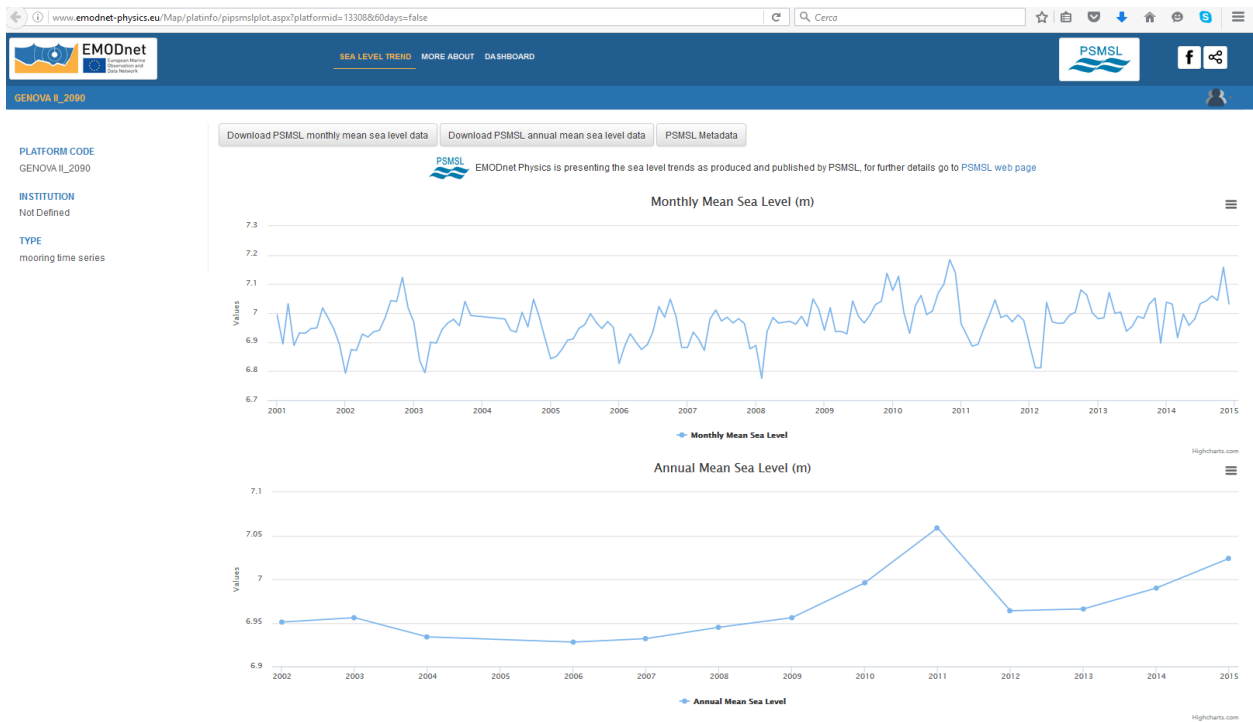 www.emodnet-physics.eu/Map/platinfo/pipsmslplot.aspx?platformid=13308&60days=false
Cerca
EMODnet
European Marine
Observation and
Data Network
SEA LEVEL TREND MORE ABOUT DASHBOARD
PSMSL
GENOVA II_2090
PLATFORM CODE
GENOVA II_2090
INSTITUTION
Not Defined
TYPE
mooring time series
Download PSMSL monthly mean sea level data Download PSMSL annual mean sea level data PSMSL Metadata
PSMSL EMODnet Physics is presenting the sea level trends as produced and published by PSMSL, for further details go to PSMSL web page
Monthly Mean Sea Level (m)
Values
7.3
7.2
7.1
7
6.9
6.8
6.7
2001 2002 2003 2004 2005 2006 2007 2008 2009 2010 2011 2012 2013 2014 2015
Monthly Mean Sea Level
Highcharts.com
Annual Mean Sea Level (m)
Values
7.1
7.05
7
6.95
6.9
2002 2003 2004 2005 2006 2007 2008 2009 2010 2011 2012 2013 2014 2015
Annual Mean Sea Level
Highcharts.com